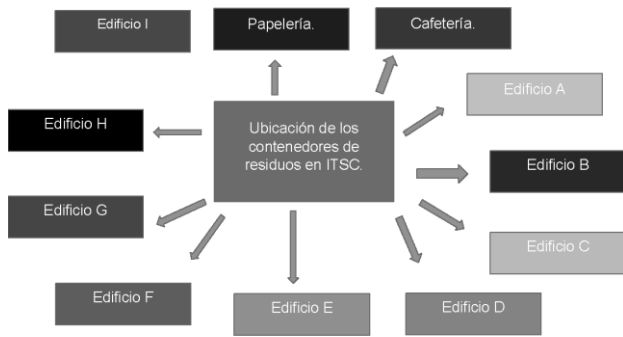 Edificio I
Papelería.
Cafetería.
Edificio A
Edificio H
Ubicación de los
contenedores de
residuos en ITSC.
Edificio B
Edificio G
Edificio C
Edificio F
Edificio E
Edificio D